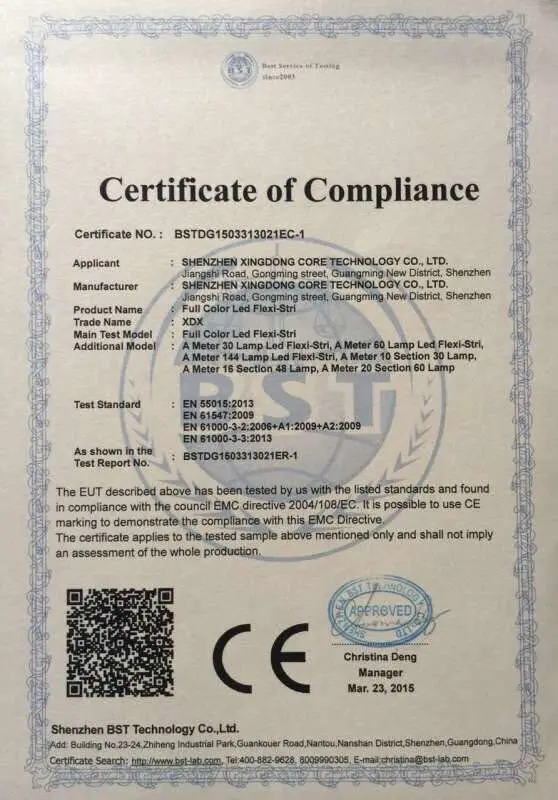 BST
Best Service of Testing
since2003
Certificate of Compliance
Certificate NO. : BSTDG1503313021EC-1
Applicant : SHENZHEN XINGDONG CORE TECHNOLOGY CO., LTD.
Jiangshi Road, Gongming street, Guangming New District, Shenzhen
Manufacturer : SHENZHEN XINGDONG CORE TECHNOLOGY CO., LTD.
Jiangshi Road, Gongming street, Guangming New District, Shenzhen
Product Name : Full Color Led Flexi-Stri
Trade Name : XDX
Main Test Model : Full Color Led Flexi-Stri
Additional Model : A Meter 30 Lamp Led Flexi-Stri, A Meter 60 Lamp Led Flexi-Stri,
A Meter 144 Lamp Led Flexi-Stri, A Meter 10 Section 30 Lamp,
A Meter 16 Section 48 Lamp, A Meter 20 Section 60 Lamp
BST
Test Standard : EN 55015:2013
EN 61547:2009
EN 61000-3-2:2006+A1:2009+A2:2009
EN 61000-3-3:2013
As shown in the
Test Report No. : BSTDG1503313021ER-1
The EUT described above has been tested by us with the listed standards and found
in compliance with the council EMC directive 2004/108/EC. It is possible to use CE
marking to demonstrate the compliance with this EMC Directive.
The certificate applies to the tested sample above mentioned only and shall not imply
an assessment of the whole production.
CE
SHENZHEN BST TECHNOLOGY CO., LTD
APPROVED
Christina Deng
Manager
Mar. 23, 2015
Shenzhen BST Technology Co.,Ltd.
Add: Building No,23-24,Zhiheng Industrial Park,Guankouer Road,Nantou,Nanshan District,Shenzhen,Guangdong,China
Certificate Search: http://www.bst-lab.com, Tel:400-882-9628, 8009990305, E-mail:christina@bst-lab.com